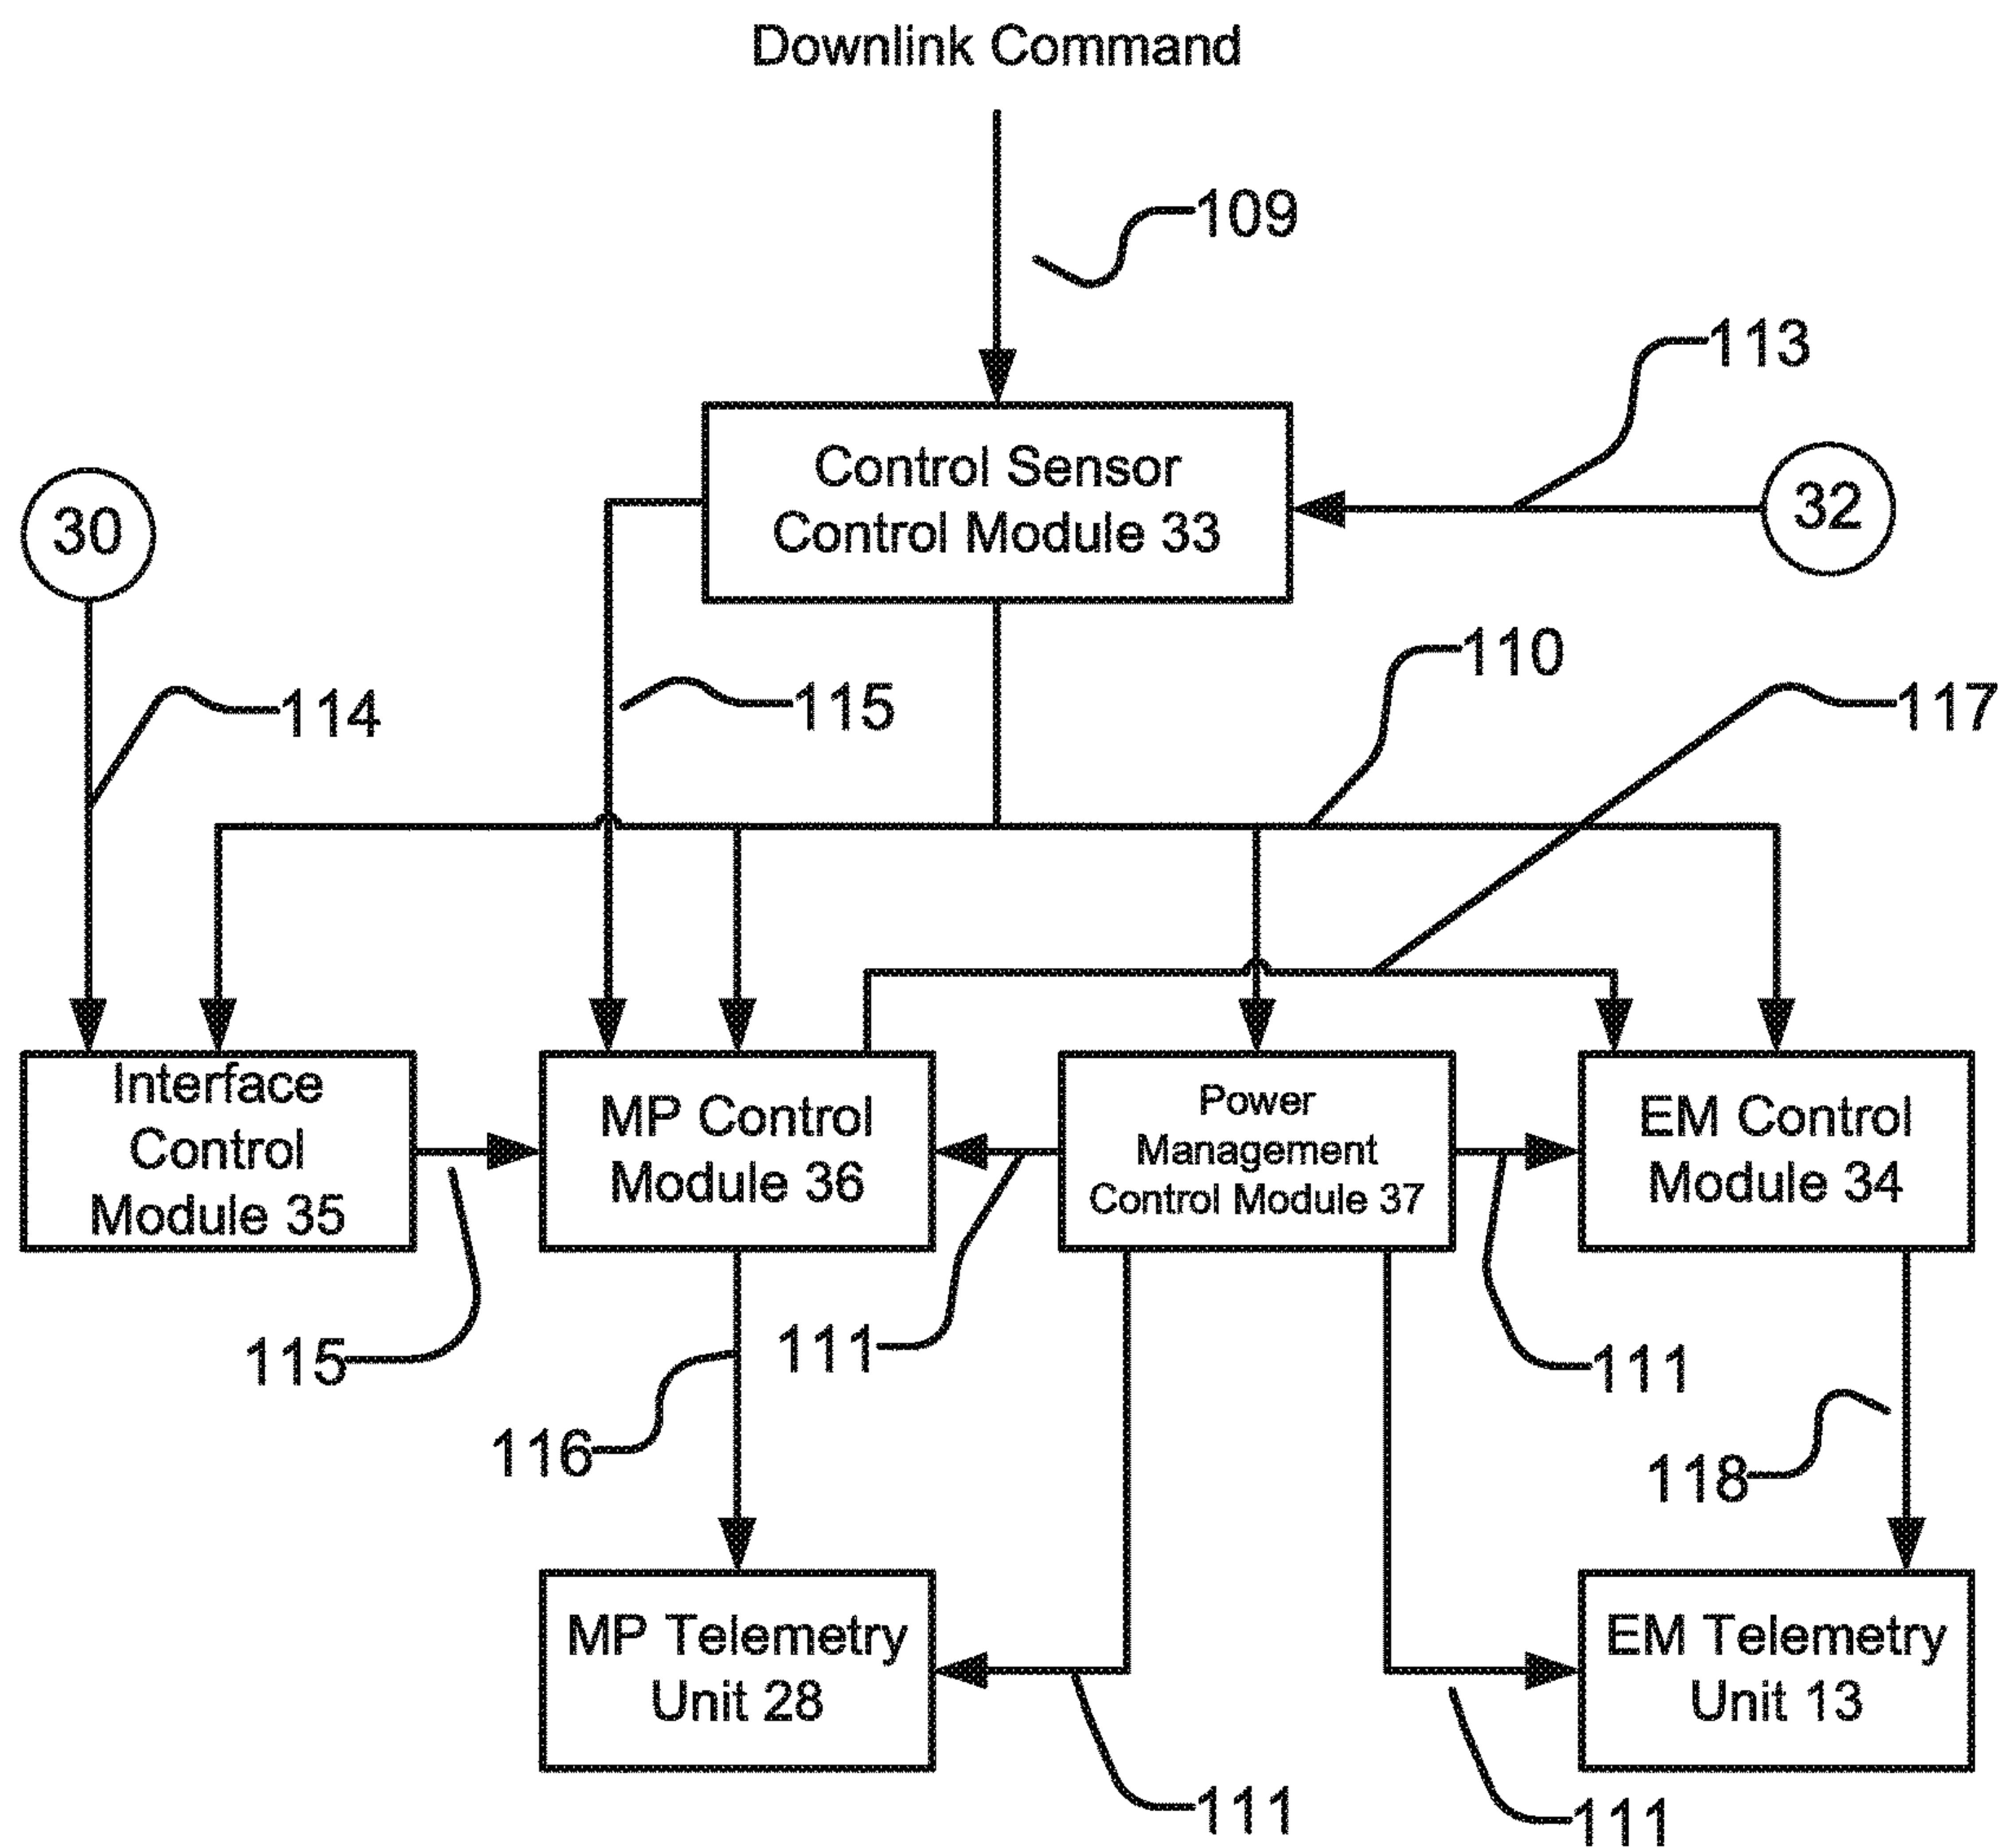 Downlink Command
109
113
Control Sensor
Control Module 33
30
32
110
115
117
114
Interface
Control
Module 35
MP Control
Module 36
Power
Management
Control Module 37
EM Control
Module 34
115
111
111
116
118
MP Telemetry
Unit 28
EM Telemetry
Unit 13
111
111